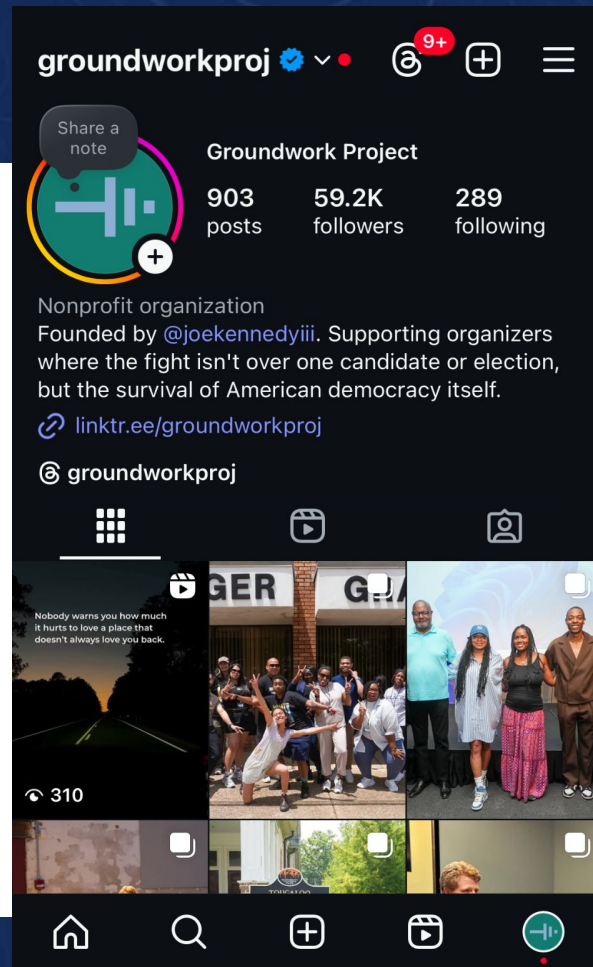 groundworkproj
9+
Share a
note
Groundwork Project
903
59.2K
289
posts
followers
following
Nonprofit organization
Founded by @joekennedyiii. Supporting organizers
where the fight isn't over one candidate or election,
but the survival of American democracy itself.
linktr.ee/groundworkproj
groundworkproj
Nobody warns you how much
it hurts to love a place that
doesn't always love you back.
GER
310
TOUGALOO